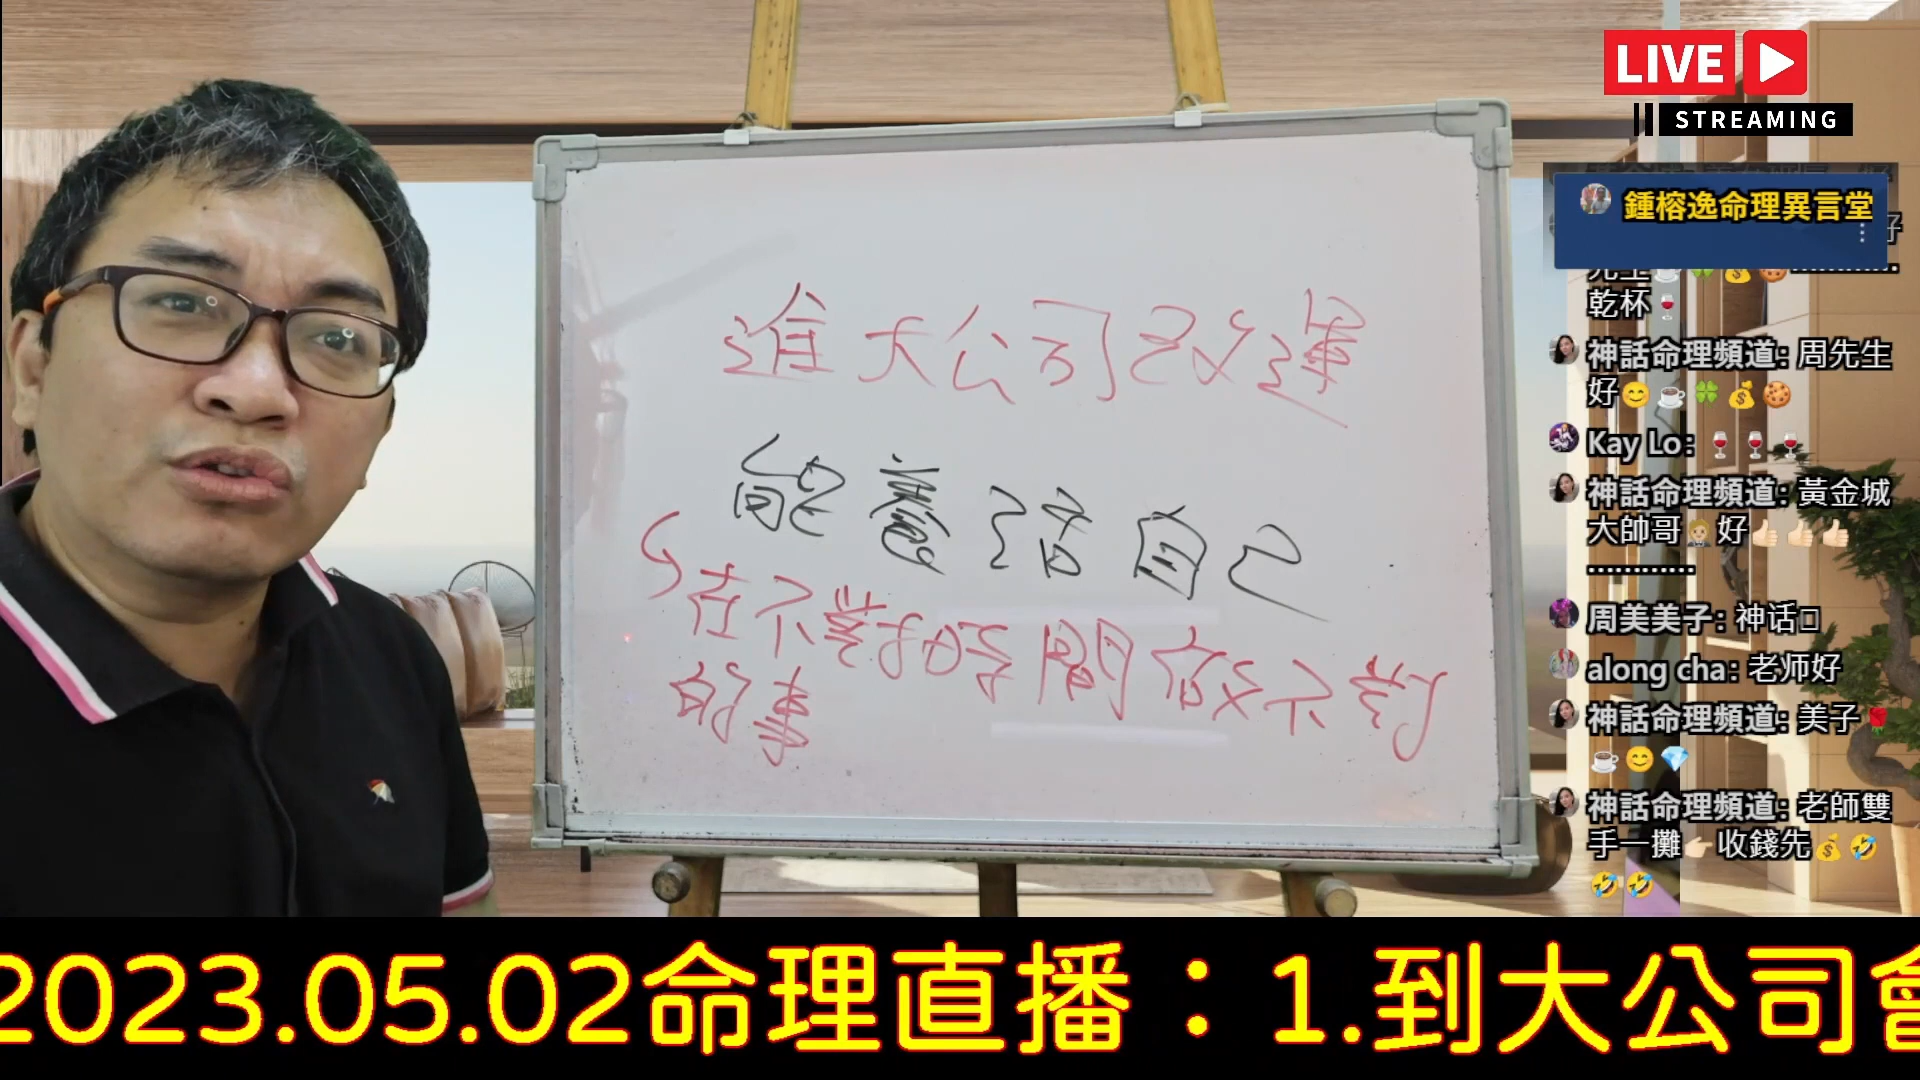 LIVE
STREAMING
鍾榕逸命理異言堂
乾杯🍷
神話命理頻道: 周先生
好😊☕🍀💰🍪
Kay Lo: 🍷🍷🍷
神話命理頻道: 黃金城
大帥哥🤵🏼好👍🏻👍🏻👍🏻
............
周美美子: 神话
along cha: 老师好
神話命理頻道: 美子🌹
☕😊💎
神話命理頻道: 老師雙
手一攤👉🏻收錢先💰🤣
🤣🤣
進大公司改運
能養活自己
在不對時間做不對
的事
2023.05.02命理直播：1.到大公司會